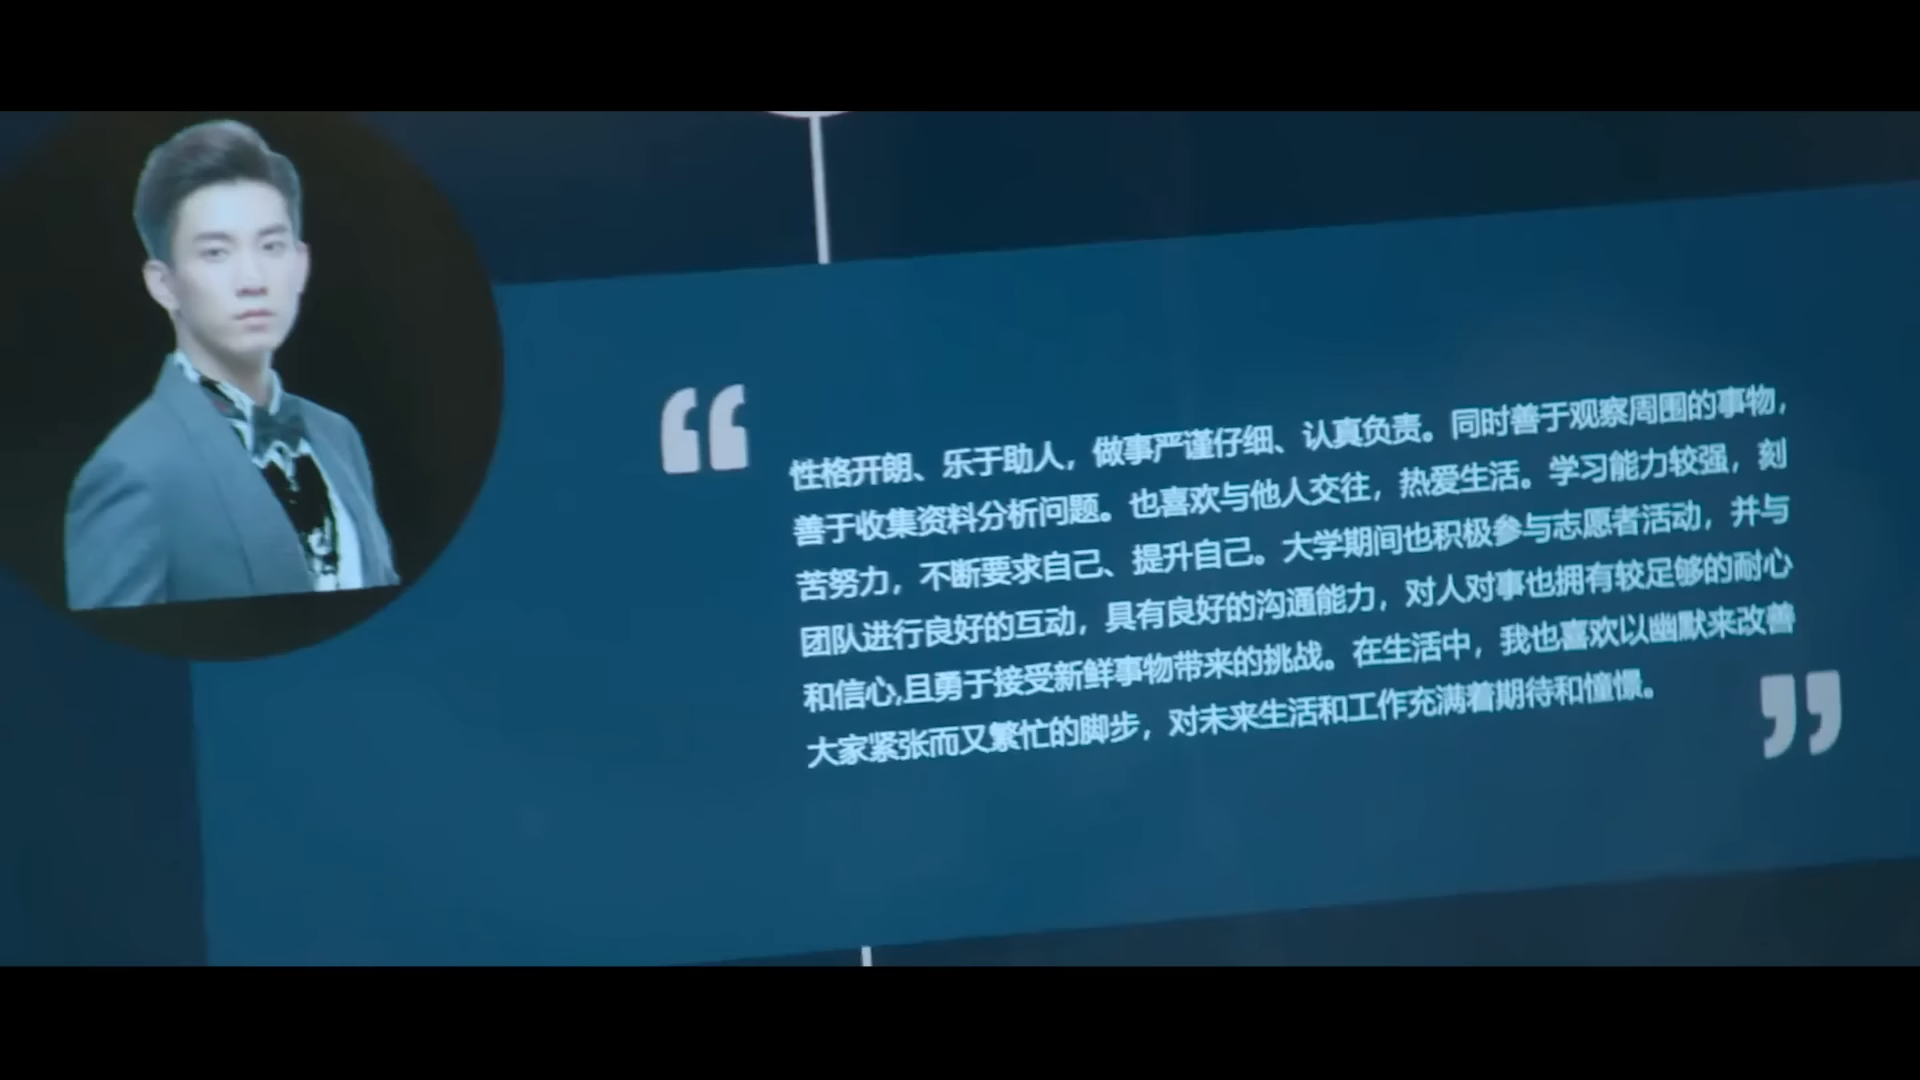 “
性格开朗、乐于助人，做事严谨仔细、认真负责。同时善于观察周围的事物，
善于收集资料分析问题。也喜欢与他人交往，热爱生活。学习能力较强，刻
苦努力，不断要求自己、提升自己。大学期间也积极参与志愿者活动，并与
团队进行良好的互动，具有良好的沟通能力，对人对事也拥有较足够的耐心
和信心,且勇于接受新鲜事物带来的挑战。在生活中，我也喜欢以幽默来改善
大家紧张而又繁忙的脚步，对未来生活和工作充满着期待和憧憬。
”